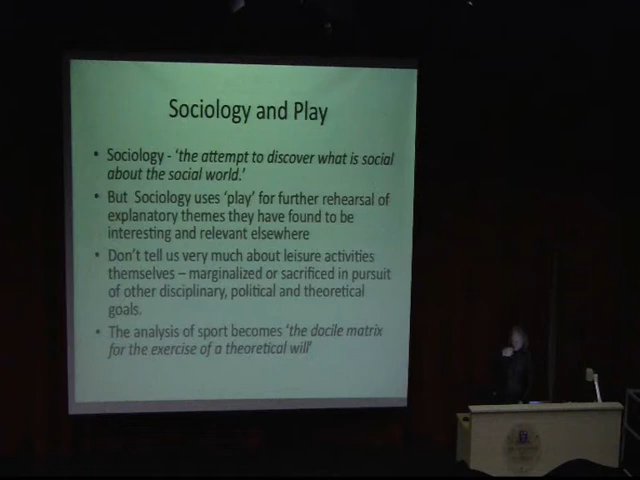 Sociology and Play
• Sociology - 'the attempt to discover what is social
about the social world.'
• But Sociology uses 'play' for further rehearsal of
explanatory themes they have found to be
interesting and relevant elsewhere
• Don't tell us very much about leisure activities
themselves – marginalized or sacrificed in pursuit
of other disciplinary, political and theoretical
goals.
• The analysis of sport becomes 'the docile matrix
for the exercise of a theoretical will'